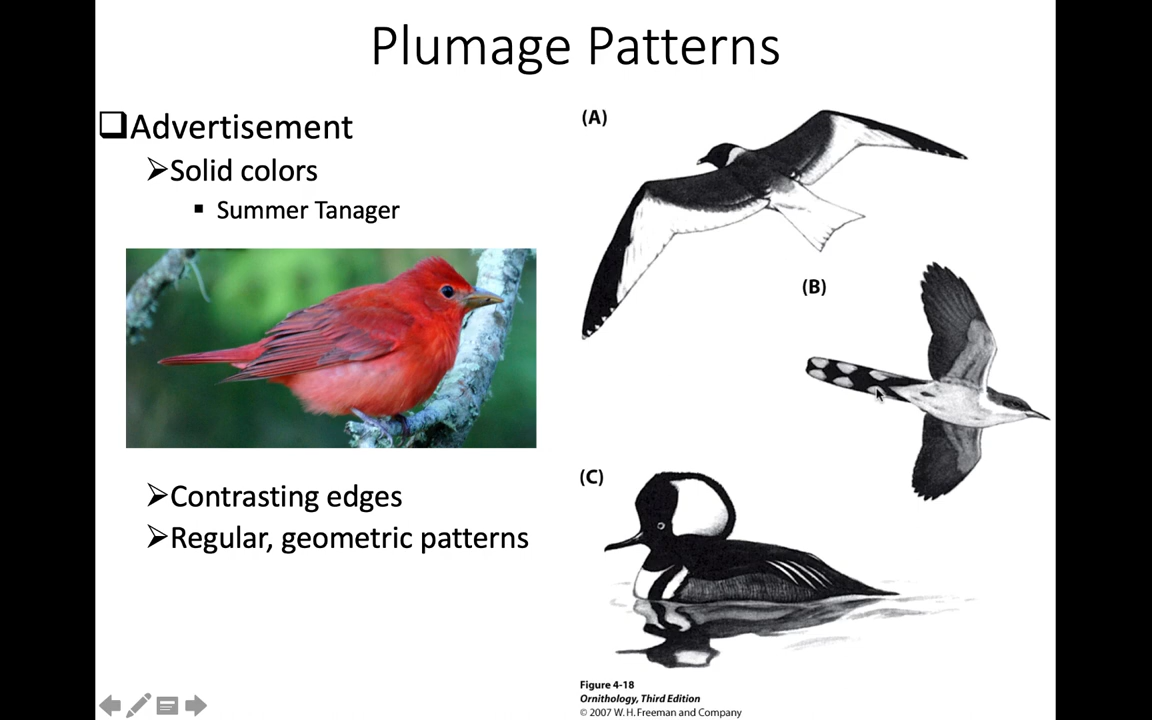 Plumage Patterns
Advertisement
Solid colors
Summer Tanager
Contrasting edges
Regular, geometric patterns
(A)
(B)
(C)
Figure 4-18
Ornithology, Third Edition
© 2007 W. H. Freeman and Company